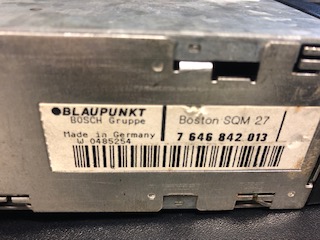 BLAUPUNKT
BOSCH Gruppe
Boston SQM 27
Made in Germany
W 0485254
7 646 842 013